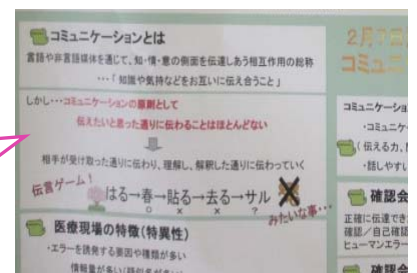 コミュニケーションとは
言語や非言語媒体を通じて、知・情・意の側面を伝達しあう相互作用の総称
…「知識や気持などをお互いに伝え合うこと」
しかし…コミュニケーションの原則として
伝えたいと思った通りに伝わることはほとんどない
相手が受け取った通りに伝わり、理解し、解釈した通りに伝わっていく
伝言ゲーム！
はる→春→貼る→去る→サル
○ × × ?
みたいな事…
医療現場の特徴(特異性)
・エラーを誘発する要因や種類が多い
情報量が多い
2月7日
コミュニ
コミュニケーショ
・コミュニケ
(伝える力、
・話しやすい
確認会
正確に伝達でき
確認／自己確認
ヒューマンエラー
確認会